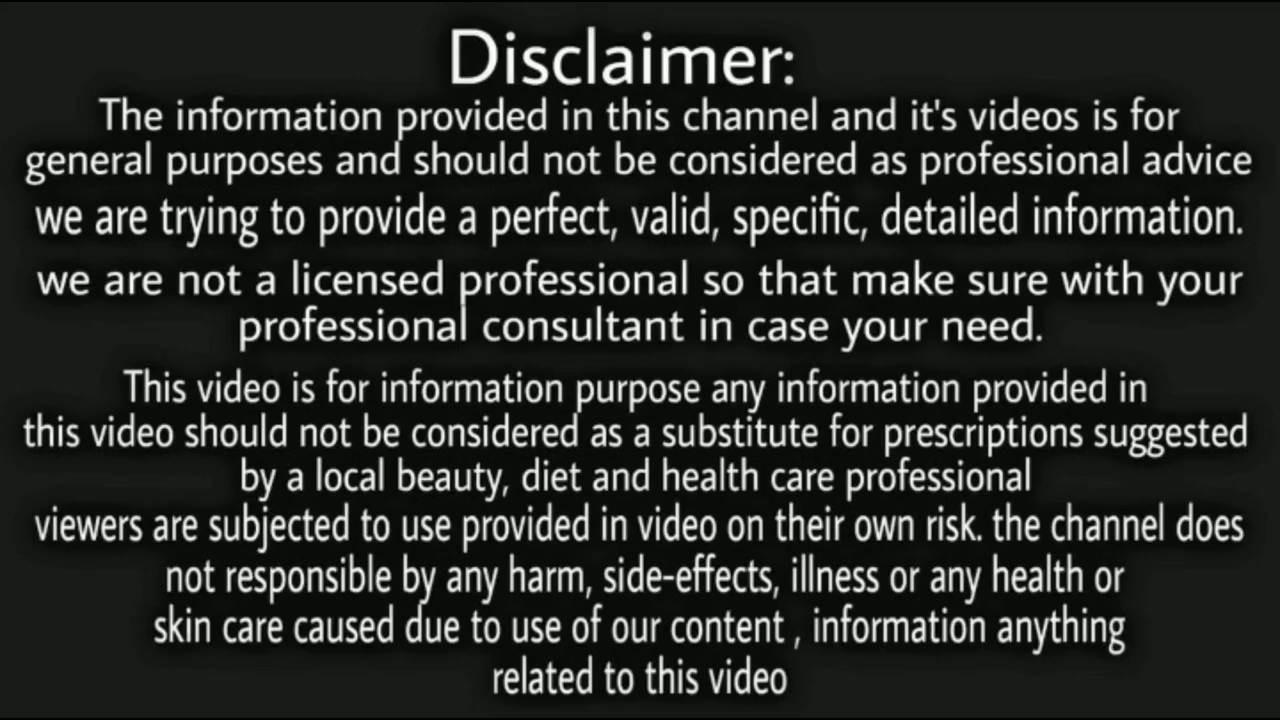 Disclaimer:
The information provided in this channel and it's videos is for
general purposes and should not be considered as professional advice
we are trying to provide a perfect, valid, specific, detailed information.
we are not a licensed professional so that make sure with your
professional consultant in case your need.
This video is for information purpose any information provided in
this video should not be considered as a substitute for prescriptions suggested
by a local beauty, diet and health care professional
viewers are subjected to use provided in video on their own risk. the channel does
not responsible by any harm, side-effects, illness or any health or
skin care caused due to use of our content , information anything
related to this video